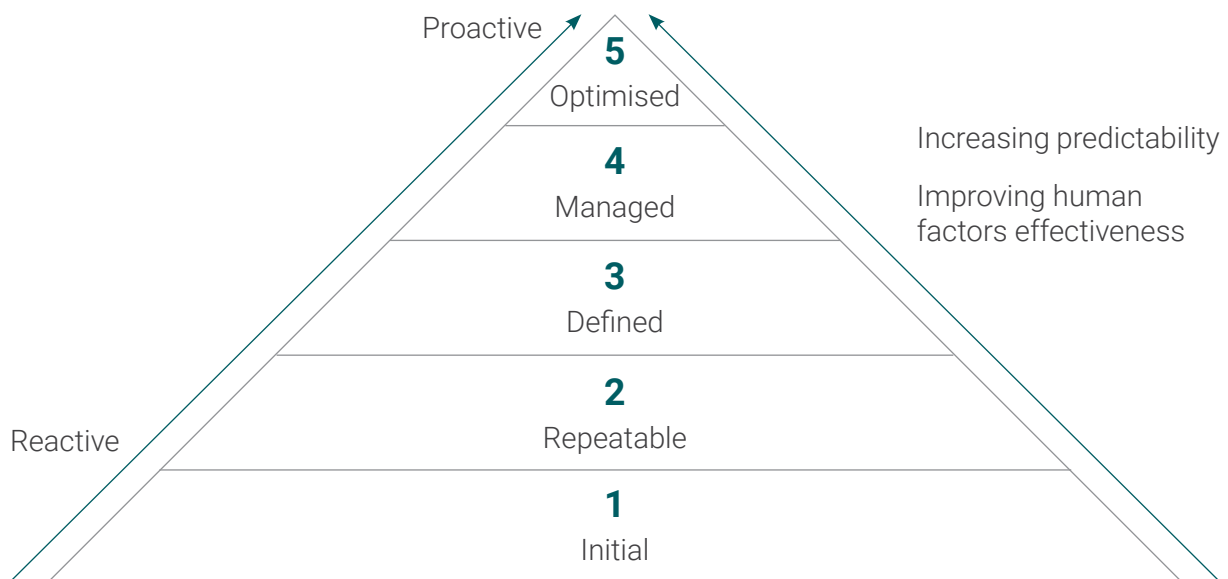 Proactive
5
Optimised
Increasing predictability
4
Managed
Improving human
factors effectiveness
3
Defined
2
Reactive
Repeatable
1
Initial